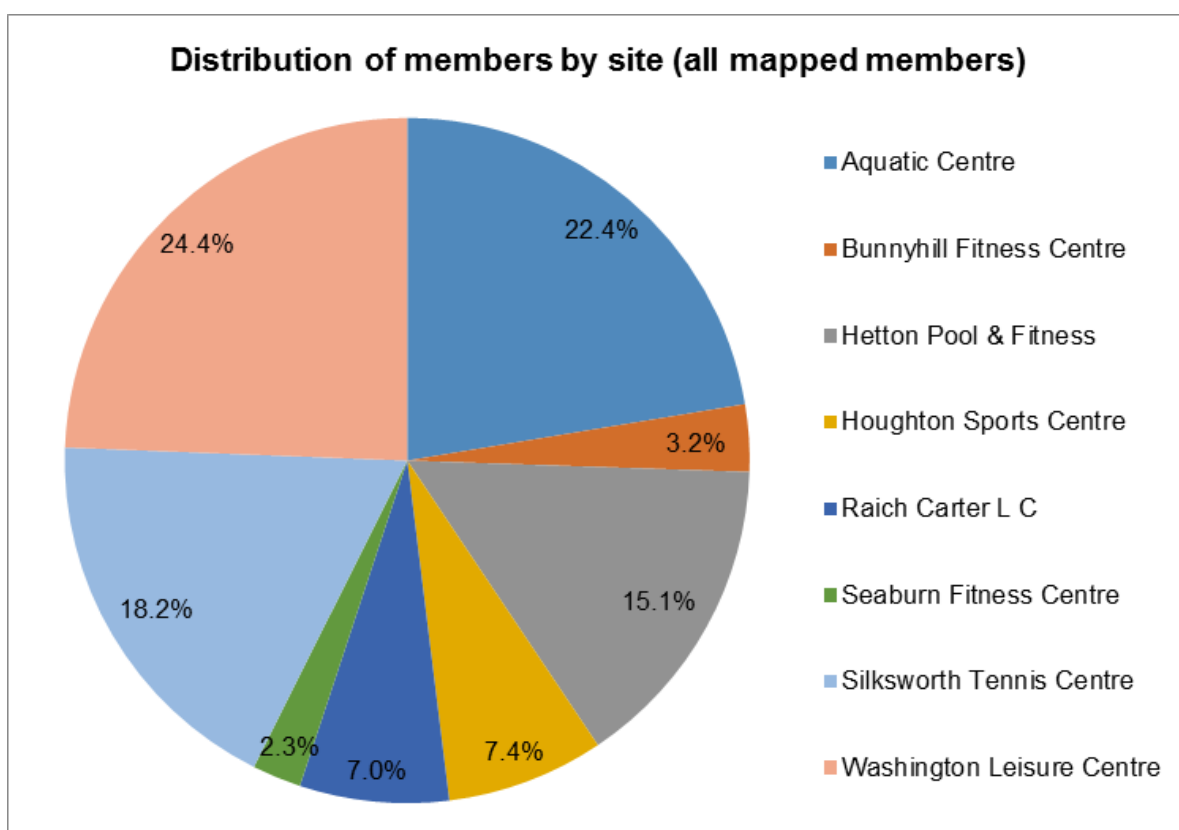 Distribution of members by site (all mapped members)
24.4%
22.4%
3.2%
15.1%
7.4%
7.0%
2.3%
18.2%
Aquatic Centre
Bunnyhill Fitness Centre
Hetton Pool & Fitness
Houghton Sports Centre
Raich Carter L C
Seaburn Fitness Centre
Silksworth Tennis Centre
Washington Leisure Centre